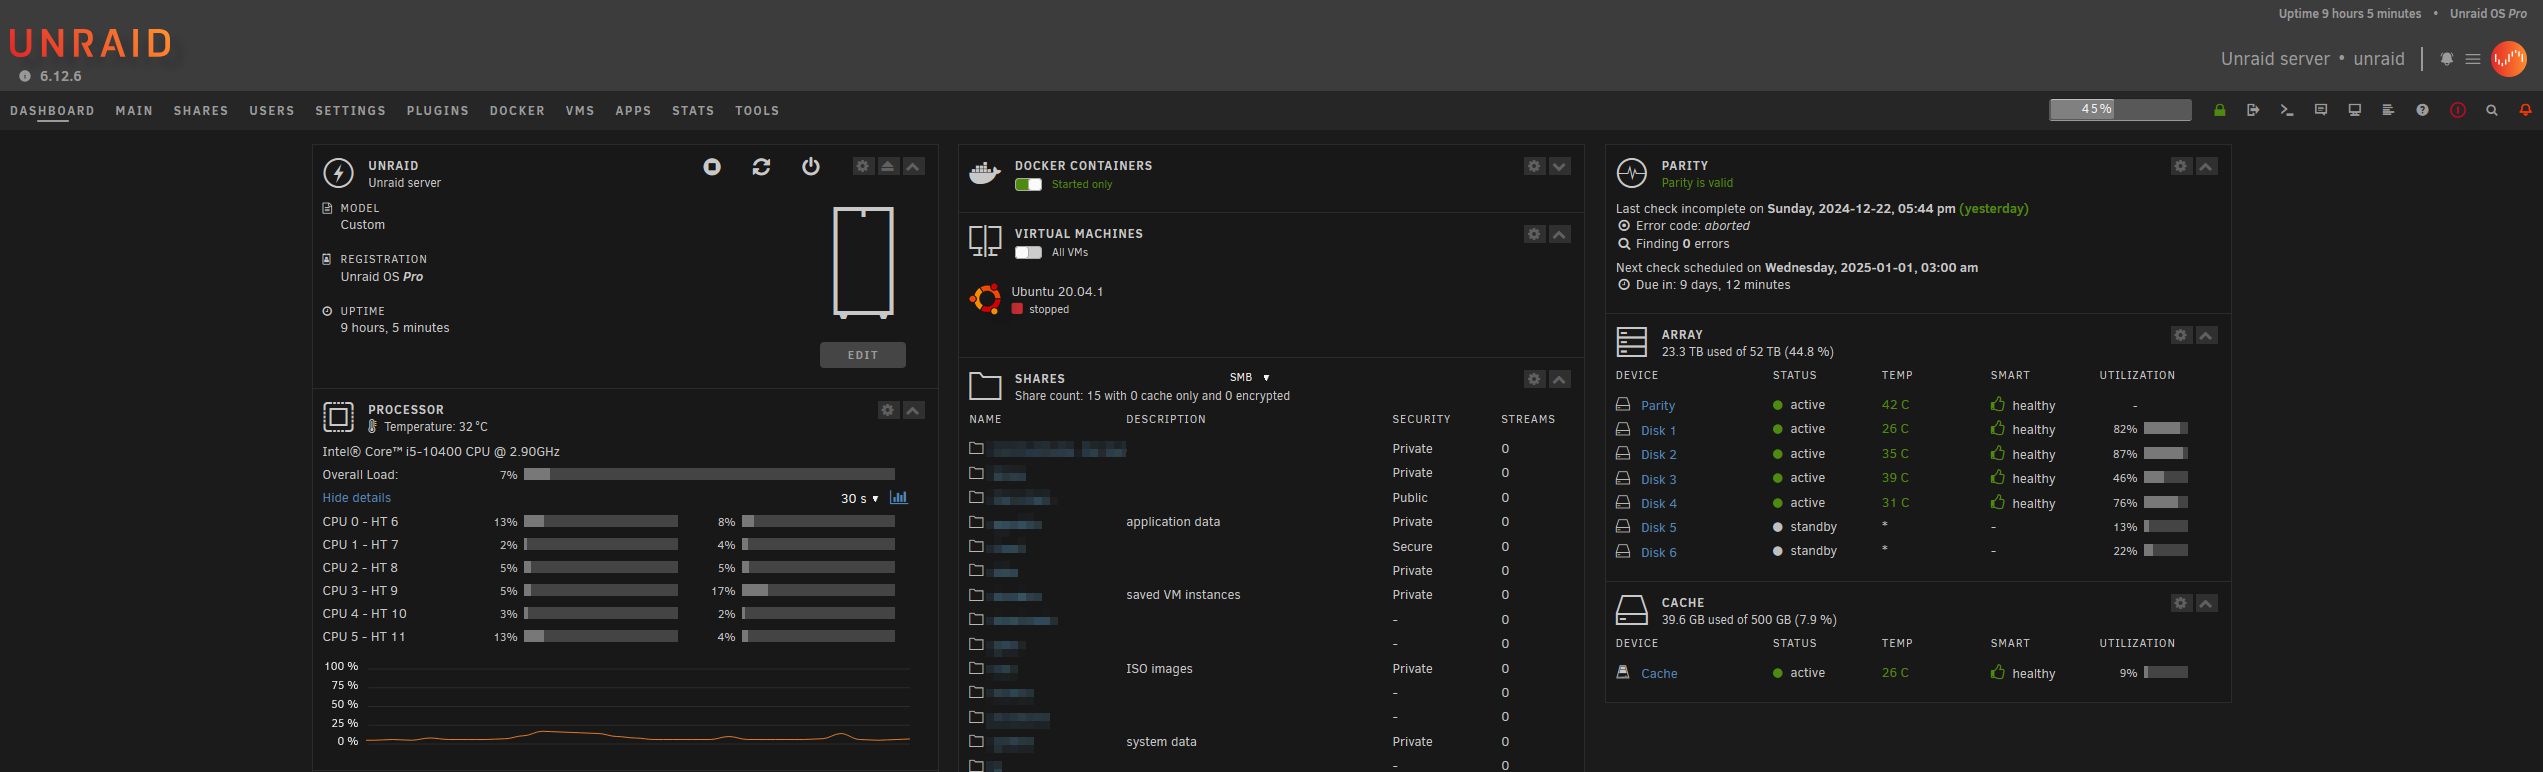 Uptime 9 hours 5 minutes • Unraid OS Pro
UNRAID
6.12.6
Unraid server • unraid
DASHBOARD MAIN SHARES USERS SETTINGS PLUGINS DOCKER VMS APPS STATS TOOLS
45%
UNRAID
Unraid server
MODEL
Custom
REGISTRATION
Unraid OS Pro
UPTIME
9 hours, 5 minutes
EDIT
PROCESSOR
Temperature: 32 °C
Intel® Core™ i5-10400 CPU @ 2.90GHz
Overall Load: 7%
Hide details 30 s
CPU 0 - HT 6 13% 8%
CPU 1 - HT 7 2% 4%
CPU 2 - HT 8 5% 5%
CPU 3 - HT 9 5% 17%
CPU 4 - HT 10 3% 2%
CPU 5 - HT 11 13% 4%
100 %
75 %
50 %
25 %
0 %
DOCKER CONTAINERS
Started only
VIRTUAL MACHINES
All VMs
Ubuntu 20.04.1
stopped
SHARES SMB
Share count: 15 with 0 cache only and 0 encrypted
NAME DESCRIPTION SECURITY STREAMS
Private 0
Private 0
Public 0
application data Private 0
Secure 0
Private 0
saved VM instances Private 0
- 0
- 0
ISO images Private 0
- 0
- 0
system data Private 0
- 0
PARITY
Parity is valid
Last check incomplete on Sunday, 2024-12-22, 05:44 pm (yesterday)
Error code: aborted
Finding 0 errors
Next check scheduled on Wednesday, 2025-01-01, 03:00 am
Due in: 9 days, 12 minutes
ARRAY
23.3 TB used of 52 TB (44.8 %)
DEVICE STATUS TEMP SMART UTILIZATION
Parity active 42 C healthy -
Disk 1 active 26 C healthy 82%
Disk 2 active 35 C healthy 87%
Disk 3 active 39 C healthy 46%
Disk 4 active 31 C healthy 76%
Disk 5 standby * - 13%
Disk 6 standby * - 22%
CACHE
39.6 GB used of 500 GB (7.9 %)
DEVICE STATUS TEMP SMART UTILIZATION
Cache active 26 C healthy 9%